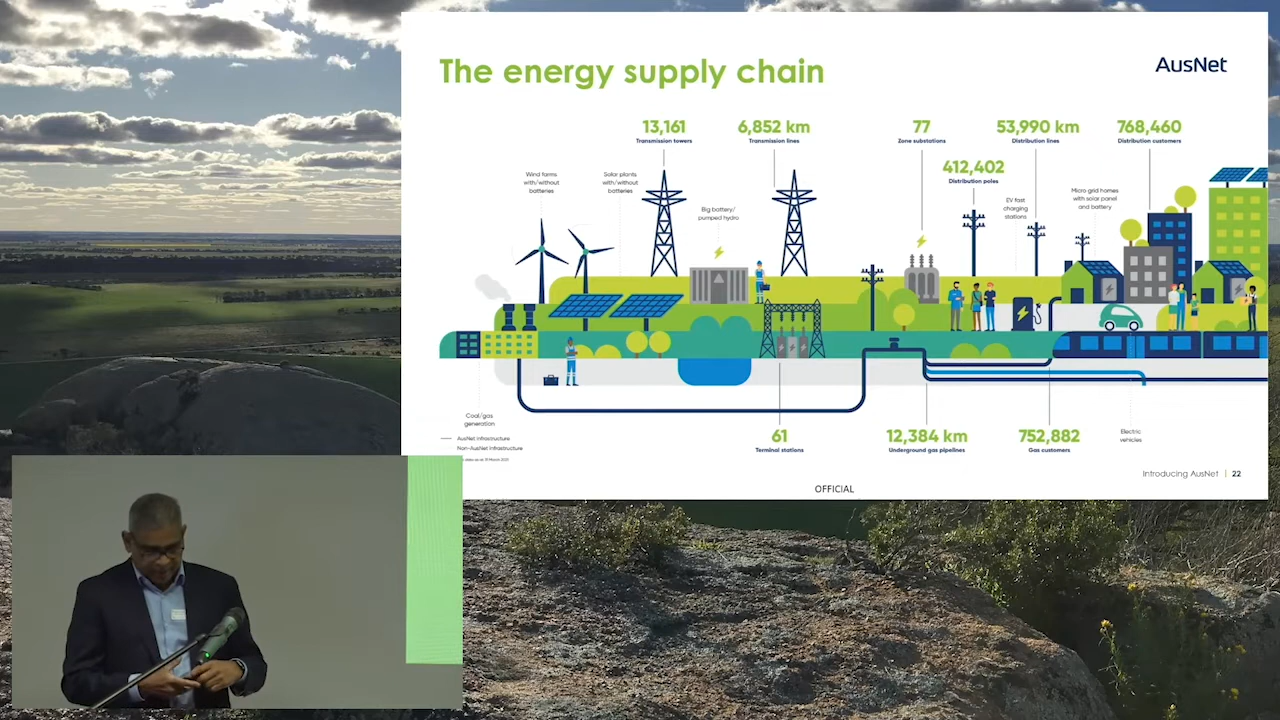 The energy supply chain
AusNet
13,161
Transmission towers
6,852 km
Transmission lines
77
Zone substations
53,990 km
Distribution lines
768,460
Distribution customers
412,402
Distribution poles
Wind farms
with/without
batteries
Solar plants
with/without
batteries
Big battery/
pumped hydro
EV fast
charging
stations
Micro grid homes
with solar panel
and battery
Coal/gas
generation
AusNet Infrastructure
Non-AusNet Infrastructure
61
Terminal stations
12,384 km
Underground gas pipelines
752,882
Gas customers
Electric
vehicles
Introducing AusNet | 22
OFFICIAL